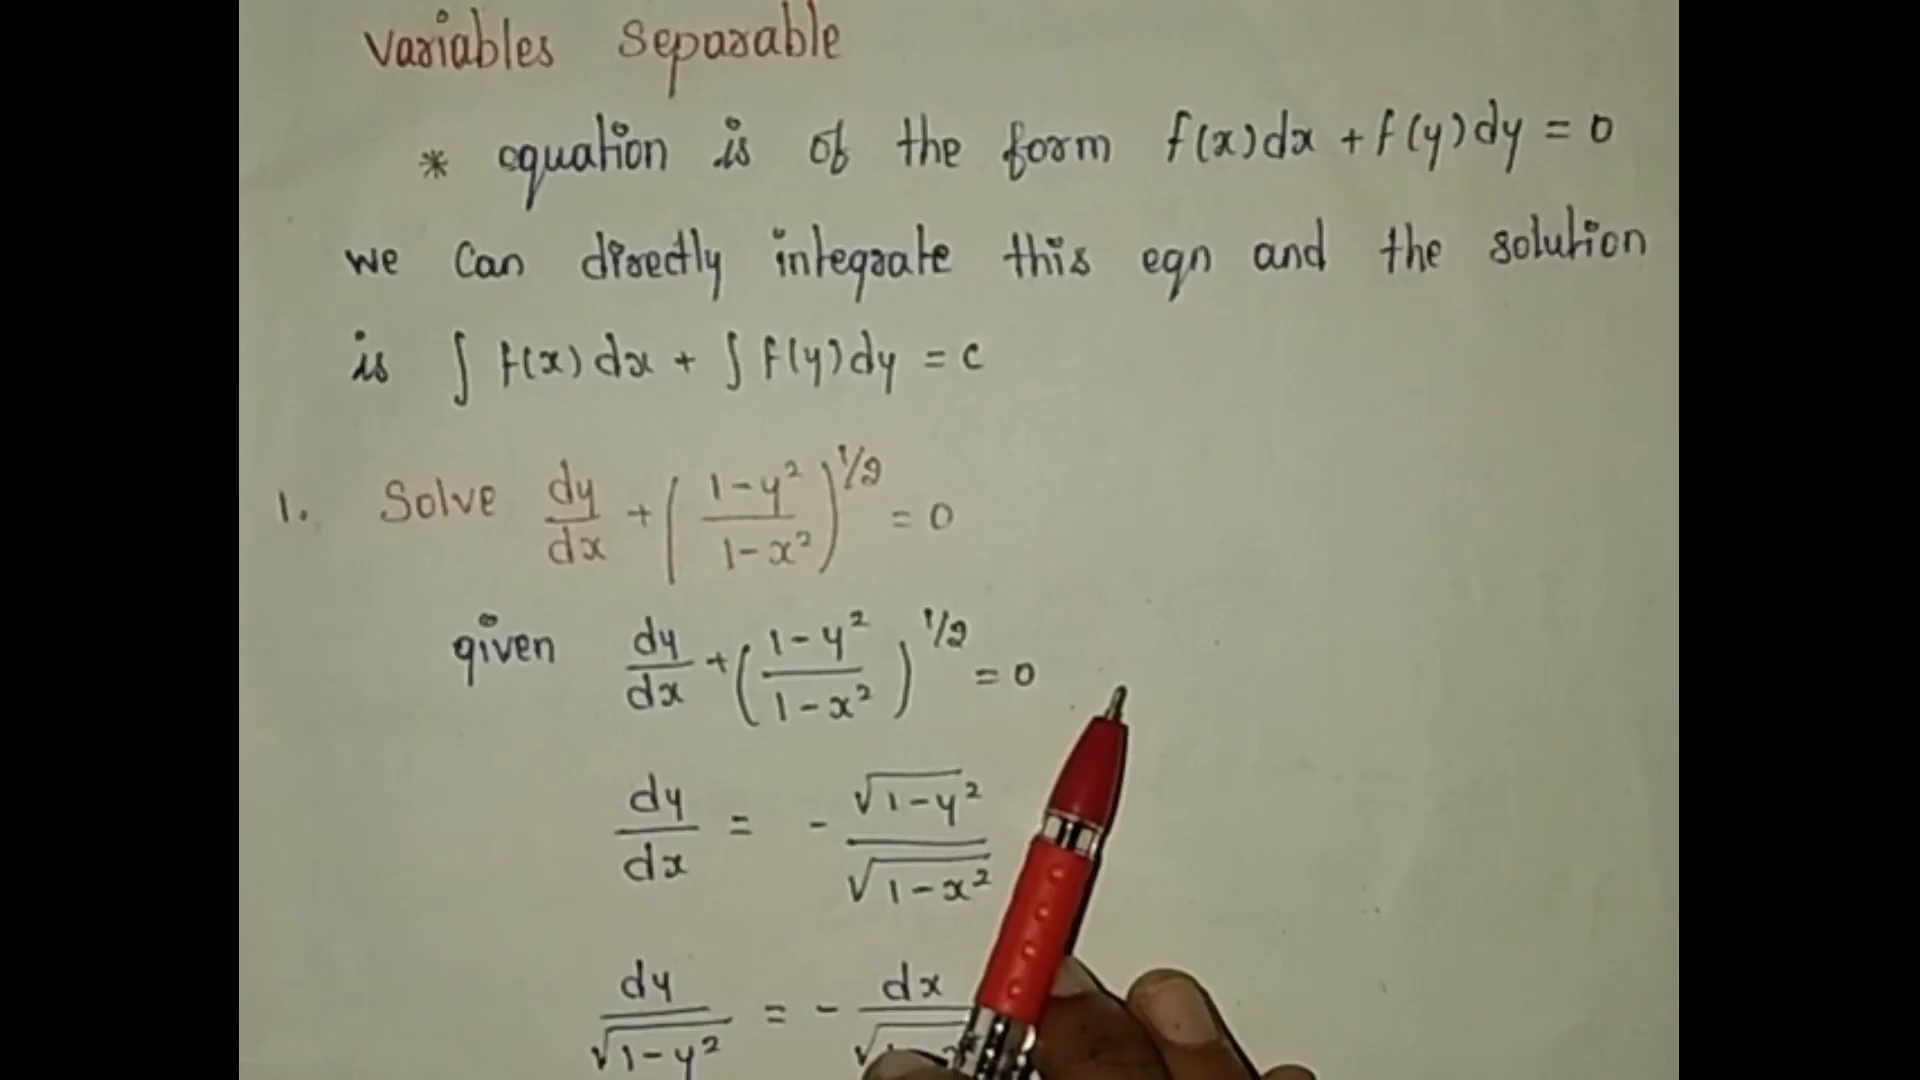 Variables Separable
* equation is of the form f(x)dx + f(y)dy = 0
we can directly integrate this eqn and the solution
is ∫ f(x) dx + ∫ f(y) dy = c
1. Solve dy/dx + ((1-y²)/(1-x²))^1/2 = 0
given dy/dx + ((1-y²)/(1-x²))^1/2 = 0
dy/dx = - √(1-y²)/√(1-x²)
dy/√(1-y²) = - dx/√